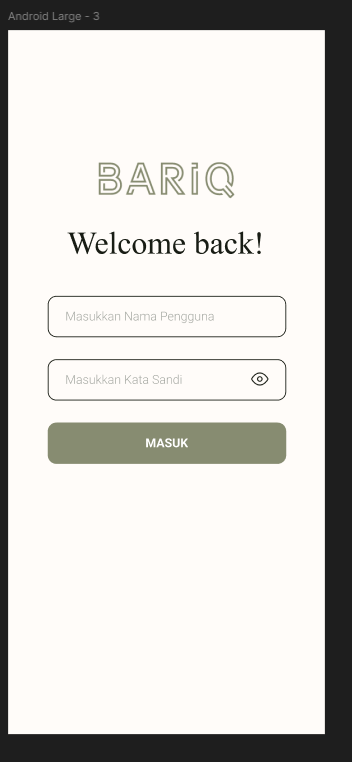 Android Large - 3
BARiQ
Welcome back!
Masukkan Nama Pengguna
Masukkan Kata Sandi
MASUK